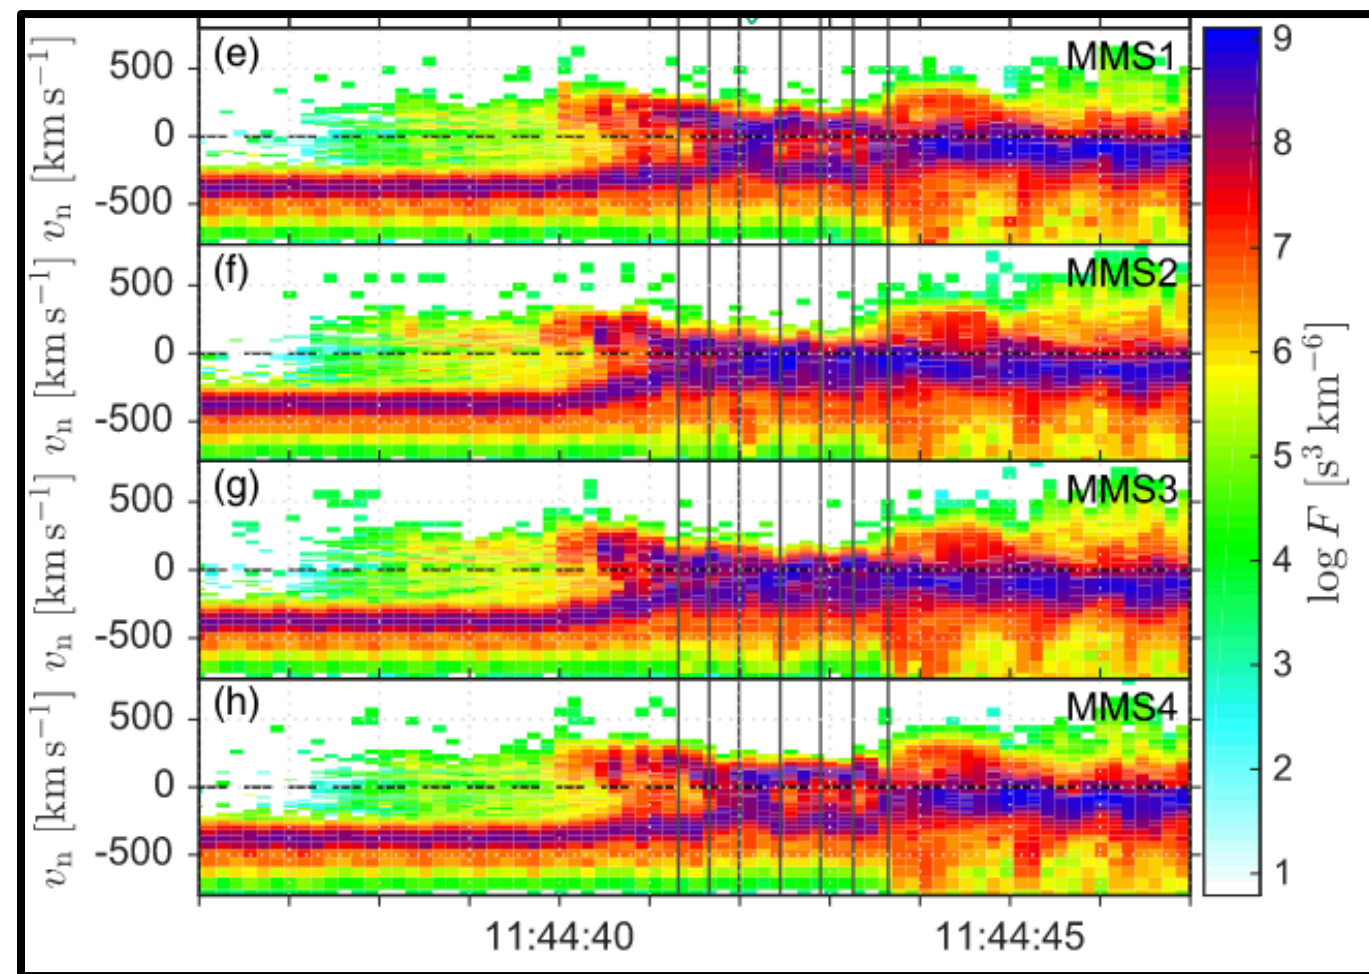 (e) MMS1
v_n [km s^{-1}]
500
0
-500
(f) MMS2
v_n [km s^{-1}]
500
0
-500
(g) MMS3
v_n [km s^{-1}]
500
0
-500
(h) MMS4
v_n [km s^{-1}]
500
0
-500
11:44:40 11:44:45
9
8
7
6
5
4
3
2
1
log F [s^3 km^{-6}]